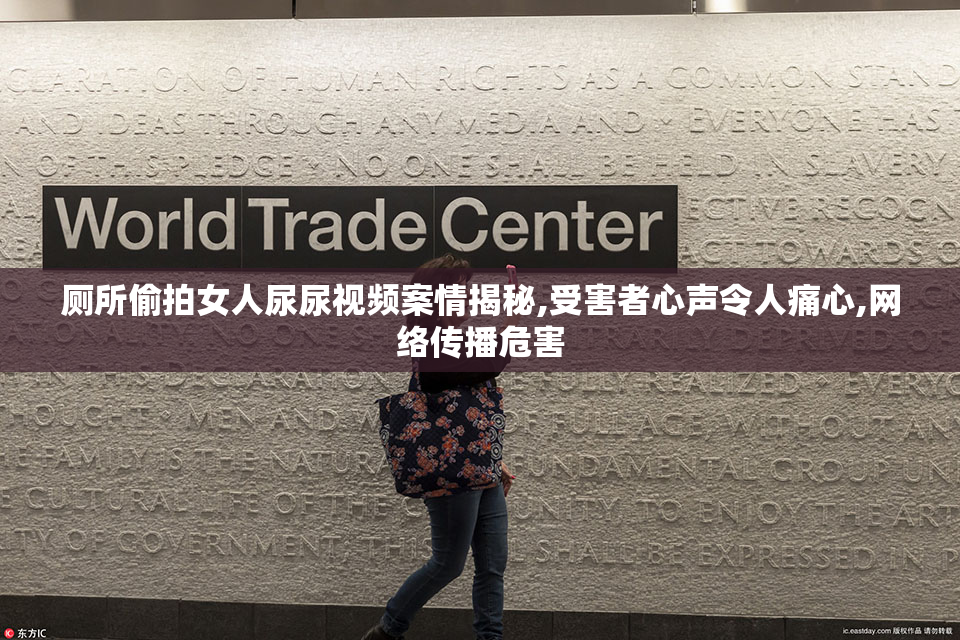 CLARATION OF HUMAN RIGHTS AS A COMMON STAND
AND IDEAS THROUGH ANY MEDIA AND EVERYONE HAS
OF THIS PLEDGE NO ONE SHALL BE HELD IN SLAVERY
World Trade Center
ECTIVE RECOGN
ACT TOWARDS O
厕所偷拍女人尿尿视频案情揭秘,受害者心声令人痛心,网
络传播危害
THIS DECLARATION FULLY REALIZED EVERYO
THOUGHT MEN AND OF FULL AGE WITHO
E FAMILY IS THE NATURA FUNDAMENTAL GROUP
E CULTURAL LIFE OF THE UNITY, TO ENJOY THE ART
TY OF GOVERNMENT; THIS SHALL BE EXPRESSED IN P
东方IC
ic.eastday.com 版权作品 请勿转载